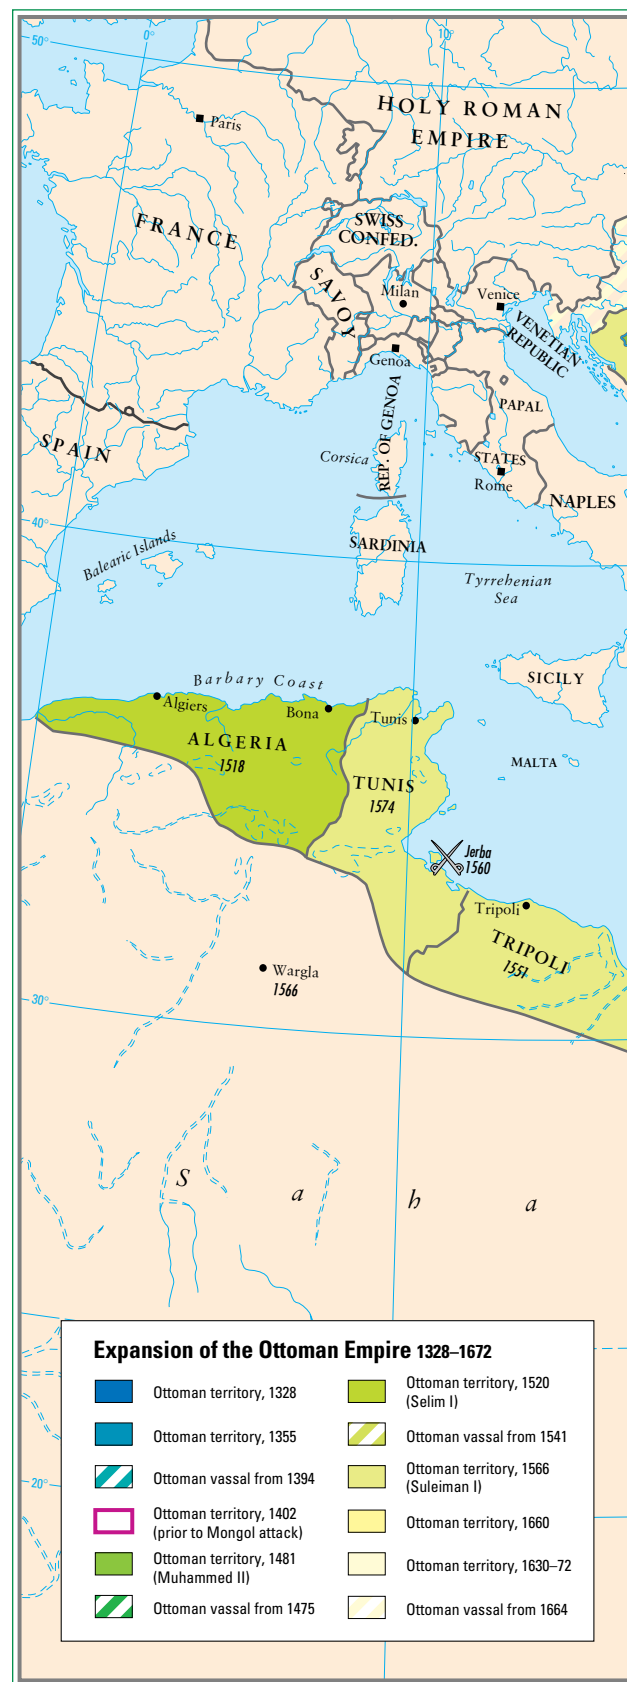 50°
0°
10°
Paris
HOLY ROMAN
EMPIRE
FRANCE
SWISS
CONFED.
SAVOY
Milan
Venice
VENETIAN
REPUBLIC
Genoa
REP. OF GENOA
PAPAL
STATES
Rome
SPAIN
Corsica
NAPLES
40°
SARDINIA
Balearic Islands
Tyrrehenian
Sea
SICILY
Barbary Coast
Algiers
Bona
Tunis
ALGERIA
1518
MALTA
TUNIS
1574
Jerba
1560
Tripoli
TRIPOLI
1551
Wargla
1566
30°
Saha
20°
Expansion of the Ottoman Empire 1328–1672
Ottoman territory, 1328
Ottoman territory, 1355
Ottoman vassal from 1394
Ottoman territory, 1402
(prior to Mongol attack)
Ottoman territory, 1481
(Muhammed II)
Ottoman vassal from 1475
Ottoman territory, 1520
(Selim I)
Ottoman vassal from 1541
Ottoman territory, 1566
(Suleiman I)
Ottoman territory, 1660
Ottoman territory, 1630–72
Ottoman vassal from 1664